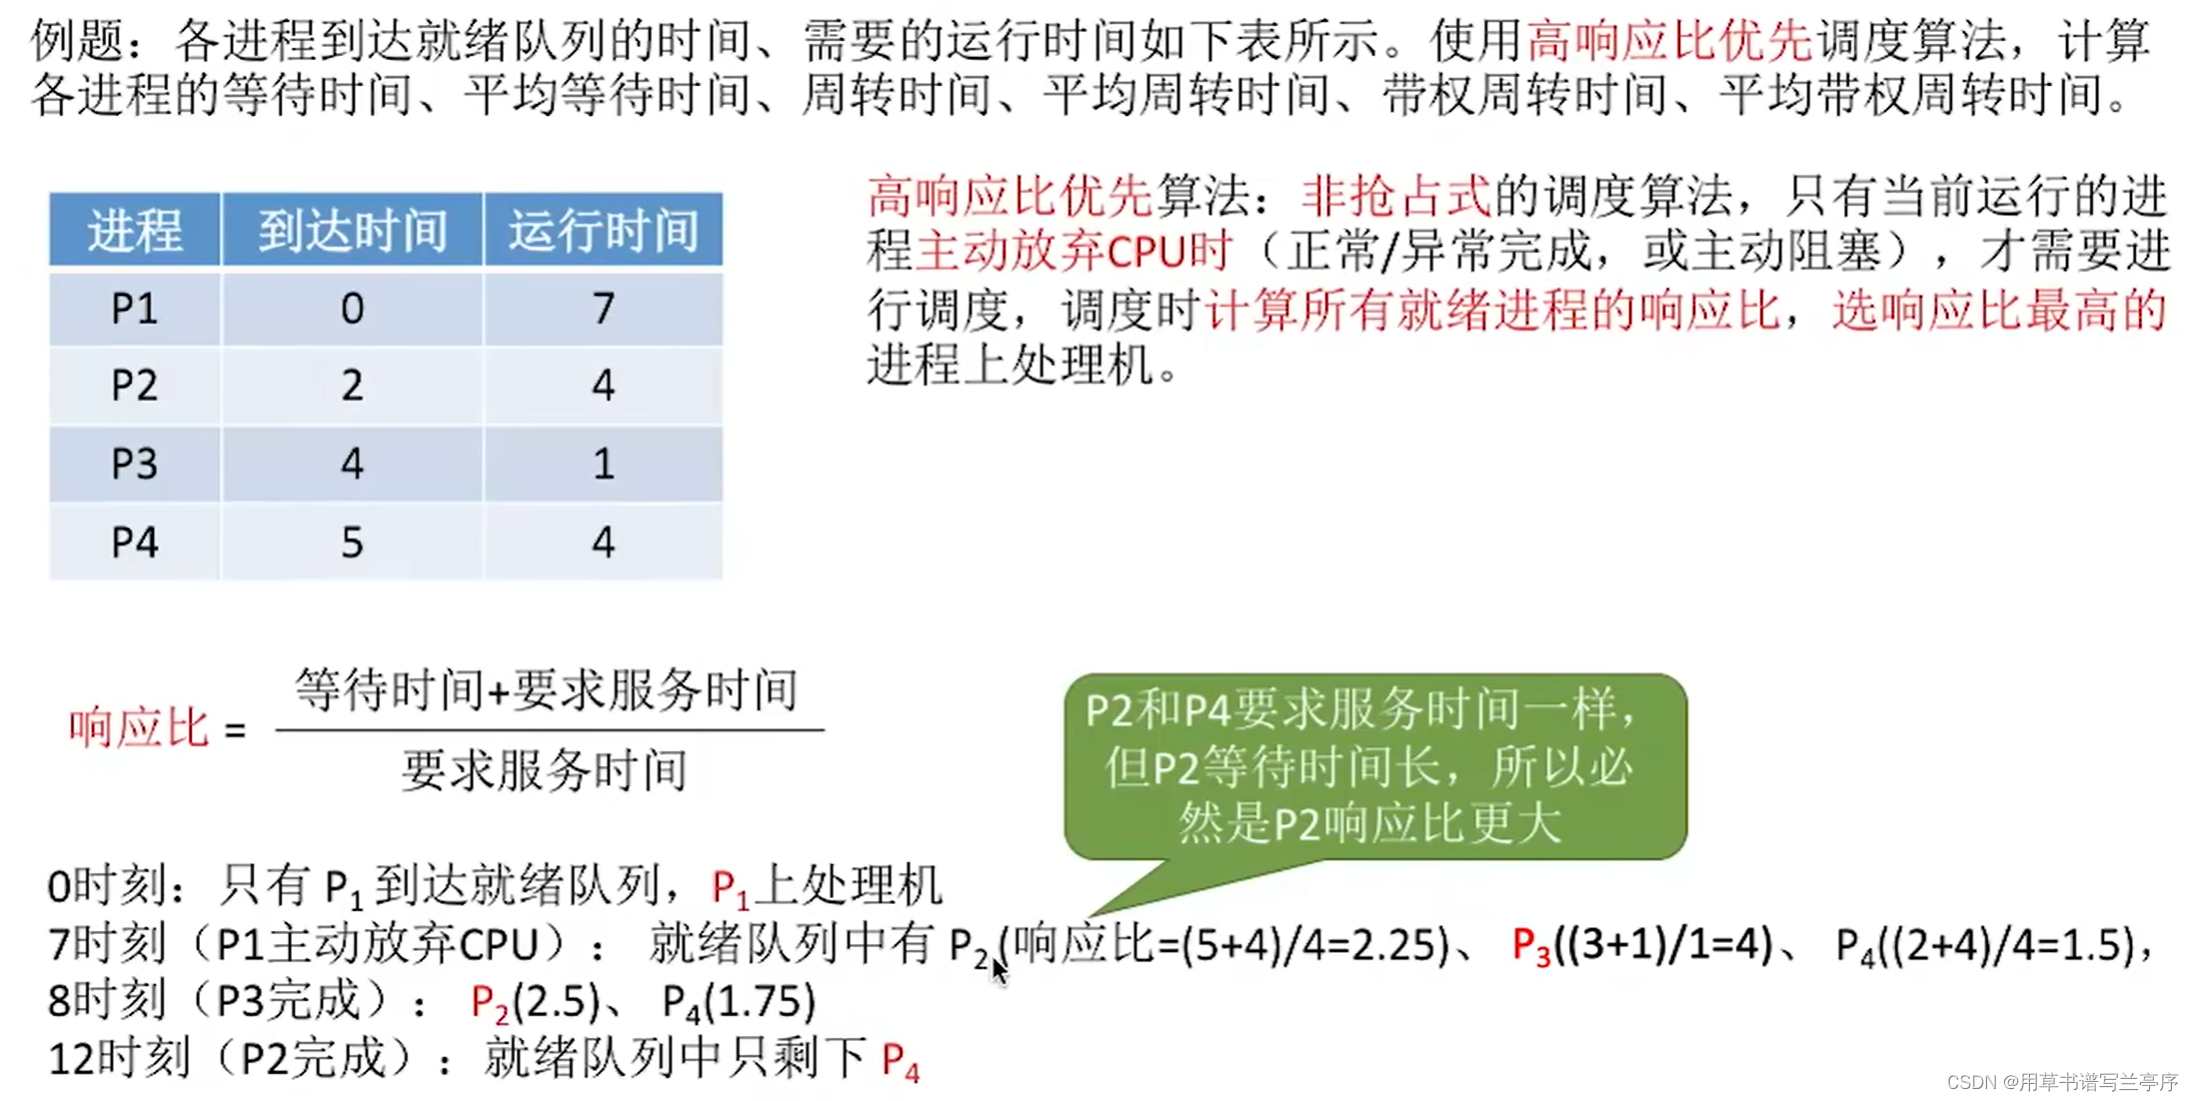 例题：各进程到达就绪队列的时间、需要的运行时间如下表所示。使用高响应比优先调度算法，计算
各进程的等待时间、平均等待时间、周转时间、平均周转时间、带权周转时间、平均带权周转时间。
进程 到达时间 运行时间
P1 0 7
P2 2 4
P3 4 1
P4 5 4
高响应比优先算法：非抢占式的调度算法，只有当前运行的进
程主动放弃CPU时（正常/异常完成，或主动阻塞），才需要进
行调度，调度时计算所有就绪进程的响应比，选响应比最高的
进程上处理机。
响应比 = 等待时间+要求服务时间
要求服务时间
P2和P4要求服务时间一样，
但P2等待时间长，所以必
然是P2响应比更大
0时刻：只有 P1 到达就绪队列，P1上处理机
7时刻（P1主动放弃CPU）： 就绪队列中有 P2(响应比=(5+4)/4=2.25)、 P3((3+1)/1=4)、 P4((2+4)/4=1.5)，
8时刻（P3完成）： P2(2.5)、 P4(1.75)
12时刻（P2完成）：就绪队列中只剩下 P4
CSDN @用草书谱写兰亭序